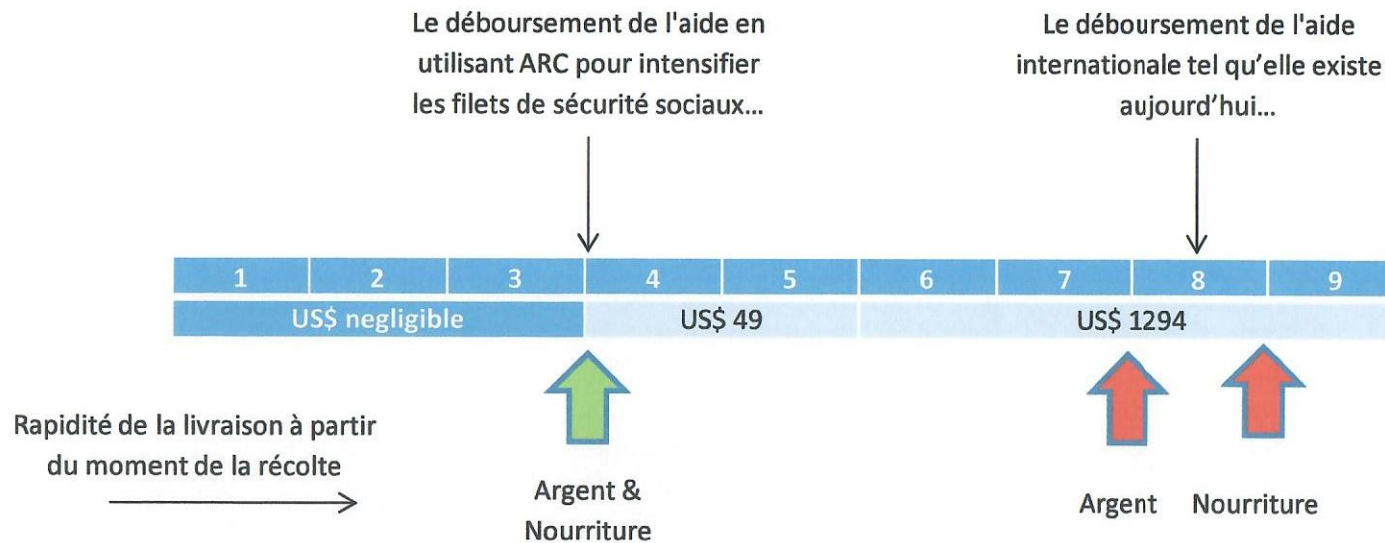 Le déboursement de l'aide en
utilisant ARC pour intensifier
les filets de sécurité sociaux...
Le déboursement de l'aide
internationale tel qu'elle existe
aujourd'hui...
1 2 3 4 5 6 7 8 9
US$ negligible US$ 49 US$ 1294
Rapidité de la livraison à partir
du moment de la récolte
Argent &
Nourriture
Argent Nourriture